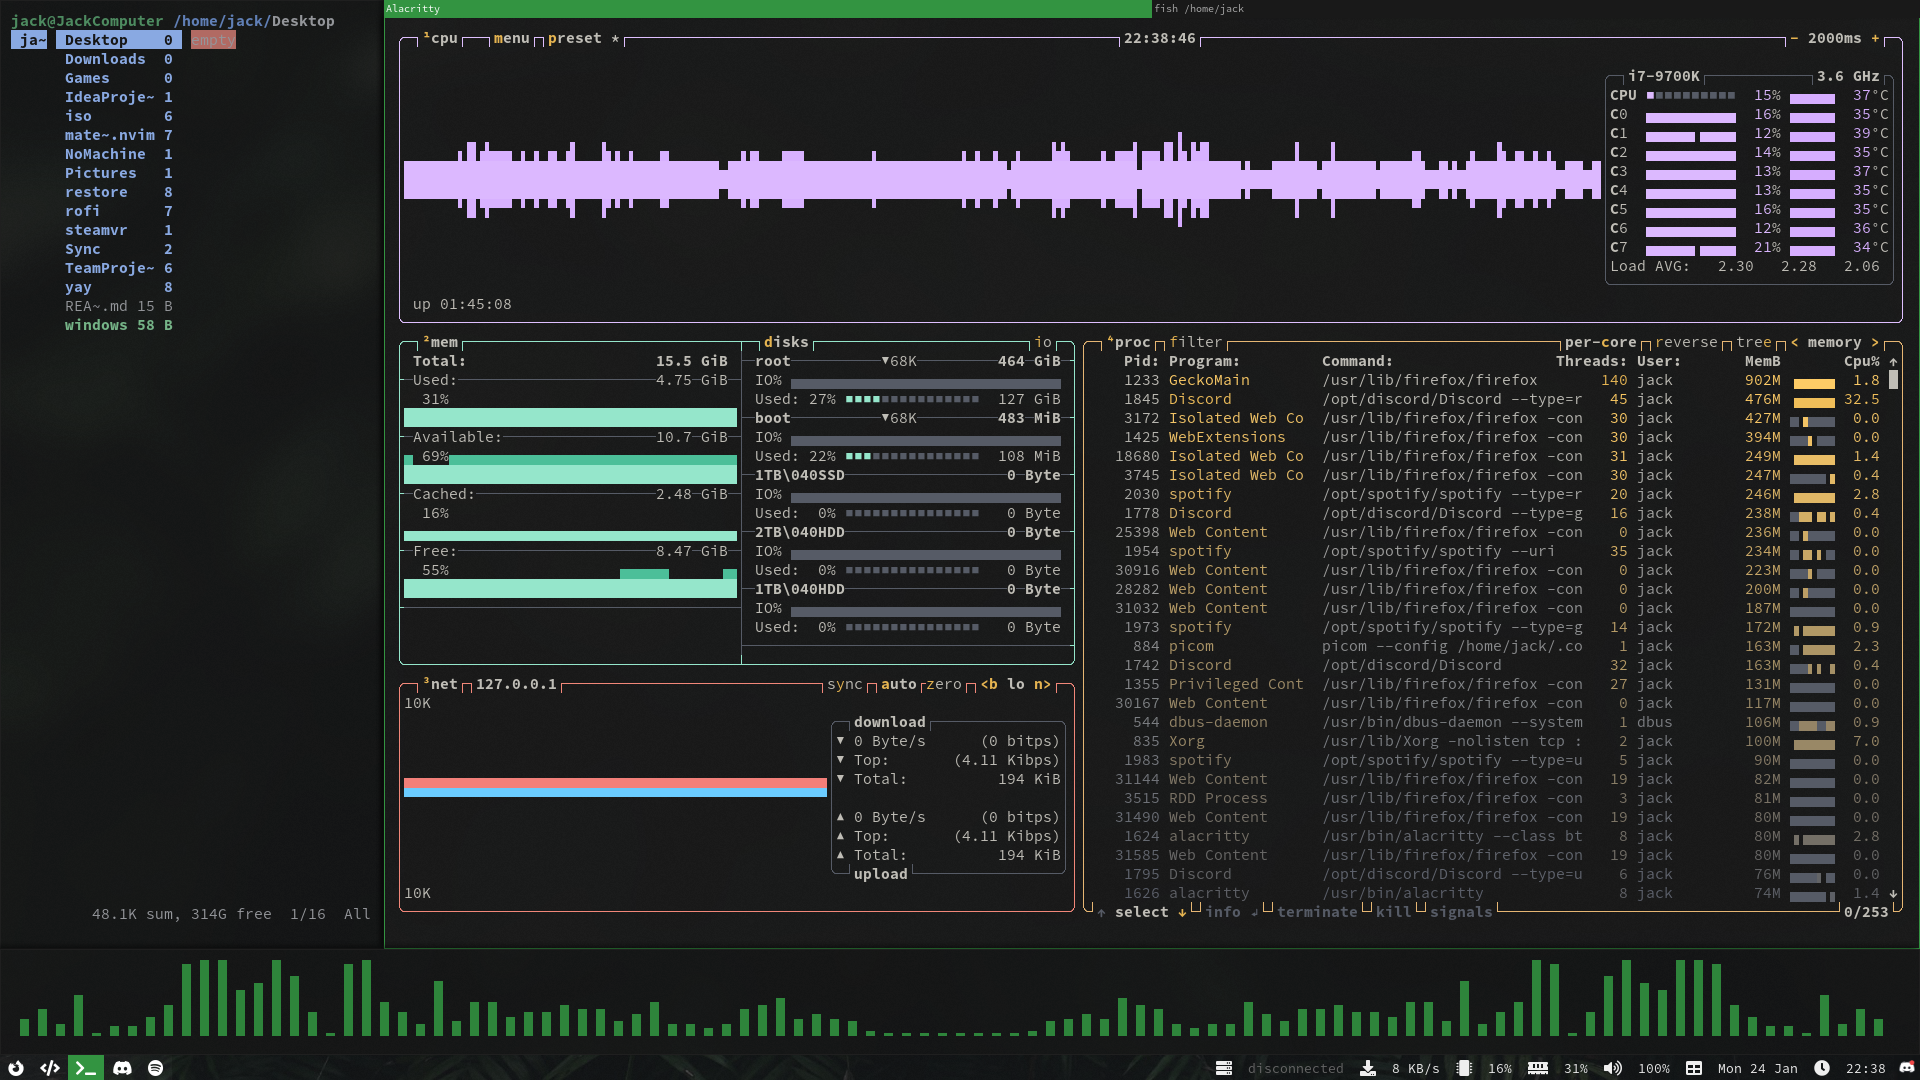 jack@JackComputer /home/jack/Desktop
ja~ Desktop 0 empty
Downloads 0
Games 0
IdeaProje~ 1
iso 6
mate~.nvim 7
NoMachine 1
Pictures 1
restore 8
rofi 7
steamvr 1
Sync 2
TeamProje~ 6
yay 8
REA~.md 15 B
windows 58 B
48.1K sum, 314G free 1/16 All
Alacritty fish /home/jack
¹cpu menu preset * 22:38:46 - 2000ms +
i7-9700K 3.6 GHz
CPU 15% 37°C
C0 16% 35°C
C1 12% 39°C
C2 14% 35°C
C3 13% 37°C
C4 13% 35°C
C5 16% 35°C
C6 12% 36°C
C7 21% 34°C
Load AVG: 2.30 2.28 2.06
up 01:45:08
²mem
Total: 15.5 GiB
Used: 4.75 GiB
31%
Available: 10.7 GiB
69%
Cached: 2.48 GiB
16%
Free: 8.47 GiB
55%
disks io
root ▼68K 464 GiB
IO%
Used: 27% 127 GiB
boot ▼68K 483 MiB
IO%
Used: 22% 108 MiB
1TB\040SSD 0 Byte
IO%
Used: 0% 0 Byte
2TB\040HDD 0 Byte
IO%
Used: 0% 0 Byte
1TB\040HDD 0 Byte
IO%
Used: 0% 0 Byte
³net 127.0.0.1 sync auto zero <b lo n>
10K
download
▼ 0 Byte/s (0 bitps)
▼ Top: (4.11 Kibps)
▼ Total: 194 KiB
▲ 0 Byte/s (0 bitps)
▲ Top: (4.11 Kibps)
▲ Total: 194 KiB
upload
10K
⁴proc filter per-core reverse tree < memory >
Pid: Program: Command: Threads: User: MemB Cpu% ↑
1233 GeckoMain /usr/lib/firefox/firefox 140 jack 902M 1.8
1845 Discord /opt/discord/Discord --type=r 45 jack 476M 32.5
3172 Isolated Web Co /usr/lib/firefox/firefox -con 30 jack 427M 0.0
1425 WebExtensions /usr/lib/firefox/firefox -con 30 jack 394M 0.0
18680 Isolated Web Co /usr/lib/firefox/firefox -con 31 jack 249M 1.4
3745 Isolated Web Co /usr/lib/firefox/firefox -con 30 jack 247M 0.4
2030 spotify /opt/spotify/spotify --type=r 20 jack 246M 2.8
1778 Discord /opt/discord/Discord --type=g 16 jack 238M 0.4
25398 Web Content /usr/lib/firefox/firefox -con 0 jack 236M 0.0
1954 spotify /opt/spotify/spotify --uri 35 jack 234M 0.0
30916 Web Content /usr/lib/firefox/firefox -con 0 jack 223M 0.0
28282 Web Content /usr/lib/firefox/firefox -con 0 jack 200M 0.0
31032 Web Content /usr/lib/firefox/firefox -con 0 jack 187M 0.0
1973 spotify /opt/spotify/spotify --type=g 14 jack 172M 0.9
884 picom picom --config /home/jack/.co 1 jack 163M 2.3
1742 Discord /opt/discord/Discord 32 jack 163M 0.4
1355 Privileged Cont /usr/lib/firefox/firefox -con 27 jack 131M 0.0
30167 Web Content /usr/lib/firefox/firefox -con 0 jack 117M 0.0
544 dbus-daemon /usr/bin/dbus-daemon --system 1 dbus 106M 0.9
835 Xorg /usr/lib/Xorg -nolisten tcp : 2 jack 100M 7.0
1983 spotify /opt/spotify/spotify --type=u 5 jack 90M 0.0
31144 Web Content /usr/lib/firefox/firefox -con 19 jack 82M 0.0
3515 RDD Process /usr/lib/firefox/firefox -con 3 jack 81M 0.0
31490 Web Content /usr/lib/firefox/firefox -con 19 jack 80M 0.0
1624 alacritty /usr/bin/alacritty --class bt 8 jack 80M 2.8
31585 Web Content /usr/lib/firefox/firefox -con 19 jack 80M 0.0
1795 Discord /opt/discord/Discord --type=u 6 jack 76M 0.0
1626 alacritty /usr/bin/alacritty 8 jack 74M 1.4 ↓
↑ select ↓ info ↲ terminate kill signals 0/253
disconnected 8 KB/s 16% 31% 100% Mon 24 Jan 22:38